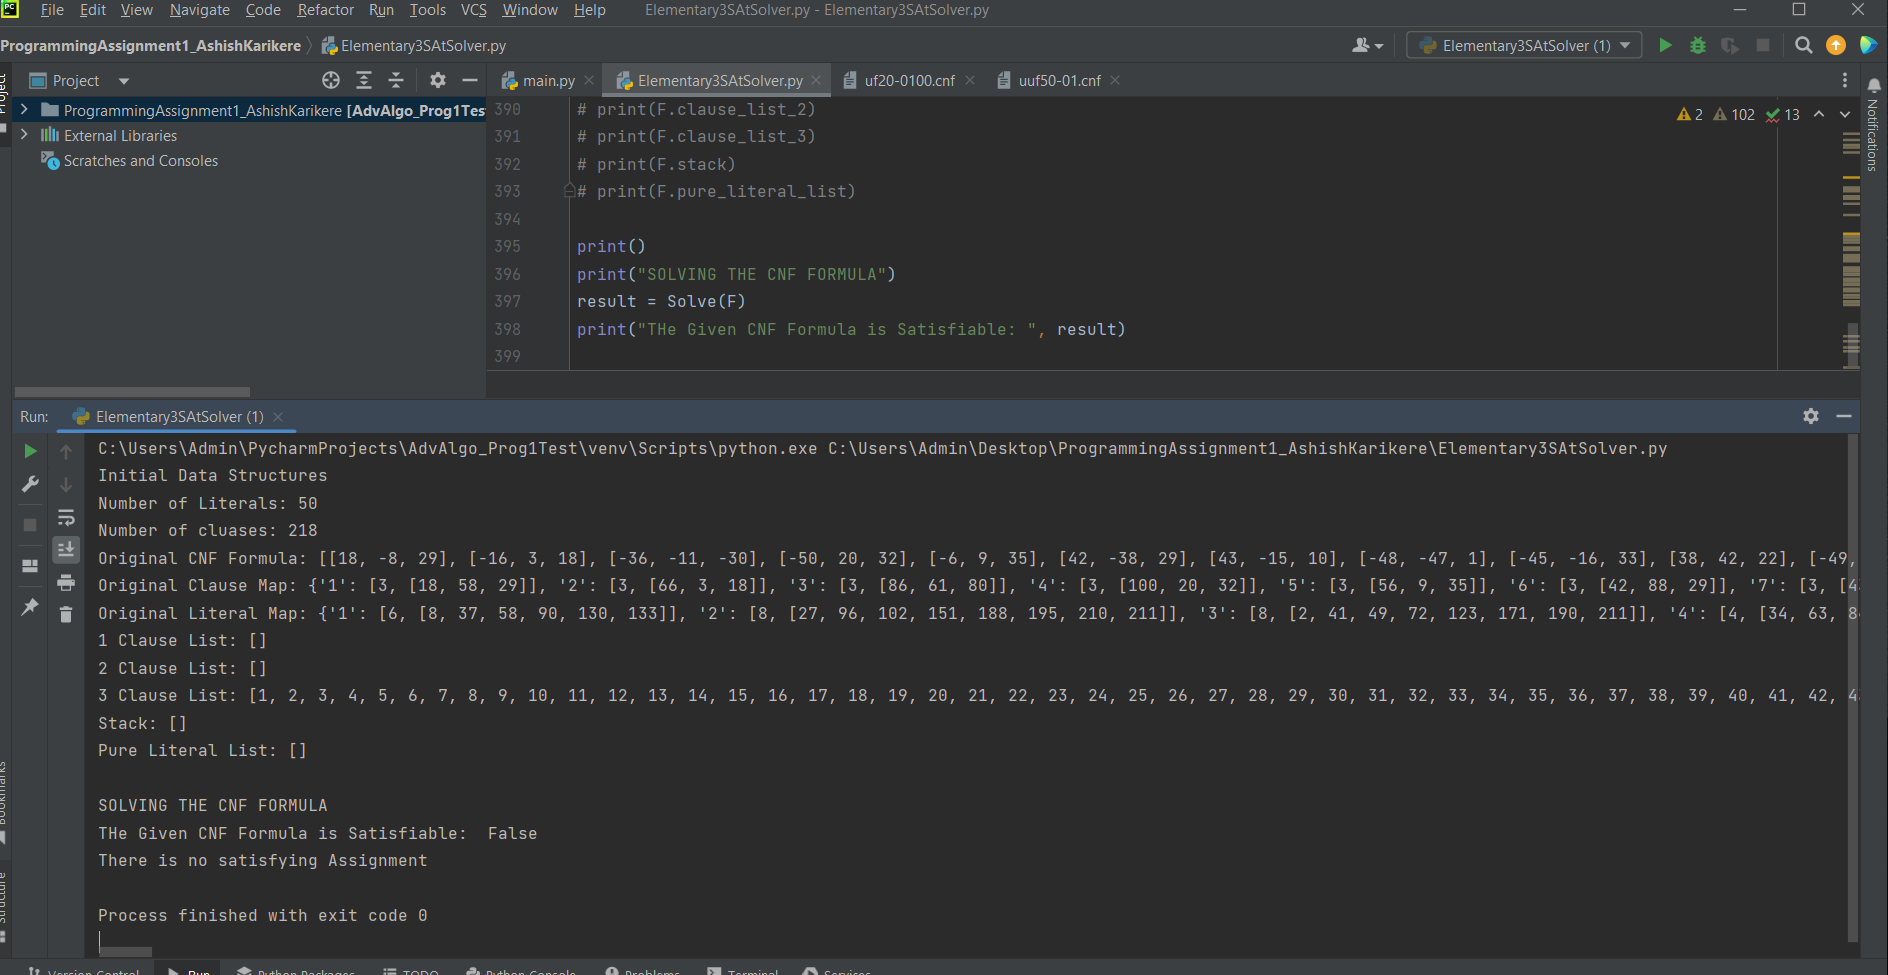 PC File Edit View Navigate Code Refactor Run Tools VCS Window Help Elementary3SAtSolver.py - Elementary3SAtSolver.py
ProgrammingAssignment1_AshishKarikere Elementary3SAtSolver.py Elementary3SAtSolver (1)
Project
Project main.py Elementary3SAtSolver.py uf20-0100.cnf uuf50-01.cnf
Notifications
ProgrammingAssignment1_AshishKarikere [AdvAlgo_Prog1Tes
External Libraries
Scratches and Consoles
2 102 13
390 # print(F.clause_list_2)
391 # print(F.clause_list_3)
392 # print(F.stack)
393 # print(F.pure_literal_list)
394
395 print()
396 print("SOLVING THE CNF FORMULA")
397 result = Solve(F)
398 print("THe Given CNF Formula is Satisfiable: ", result)
399
Run: Elementary3SAtSolver (1)
C:\Users\Admin\PycharmProjects\AdvAlgo_Prog1Test\venv\Scripts\python.exe C:\Users\Admin\Desktop\ProgrammingAssignment1_AshishKarikere\Elementary3SAtSolver.py
Initial Data Structures
Number of Literals: 50
Number of cluases: 218
Original CNF Formula: [[18, -8, 29], [-16, 3, 18], [-36, -11, -30], [-50, 20, 32], [-6, 9, 35], [42, -38, 29], [43, -15, 10], [-48, -47, 1], [-45, -16, 33], [38, 42, 22], [-49,
Original Clause Map: {'1': [3, [18, 58, 29]], '2': [3, [66, 3, 18]], '3': [3, [86, 61, 80]], '4': [3, [100, 20, 32]], '5': [3, [56, 9, 35]], '6': [3, [42, 88, 29]], '7': [3, [4
Original Literal Map: {'1': [6, [8, 37, 58, 90, 130, 133]], '2': [8, [27, 96, 102, 151, 188, 195, 210, 211]], '3': [8, [2, 41, 49, 72, 123, 171, 190, 211]], '4': [4, [34, 63, 8
1 Clause List: []
2 Clause List: []
3 Clause List: [1, 2, 3, 4, 5, 6, 7, 8, 9, 10, 11, 12, 13, 14, 15, 16, 17, 18, 19, 20, 21, 22, 23, 24, 25, 26, 27, 28, 29, 30, 31, 32, 33, 34, 35, 36, 37, 38, 39, 40, 41, 42, 4
Stack: []
Pure Literal List: []
SOLVING THE CNF FORMULA
THe Given CNF Formula is Satisfiable:  False
There is no satisfying Assignment
Process finished with exit code 0
Bookmarks
Structure
Version Control Run Python Packages TODO Python Console Problems Terminal Services